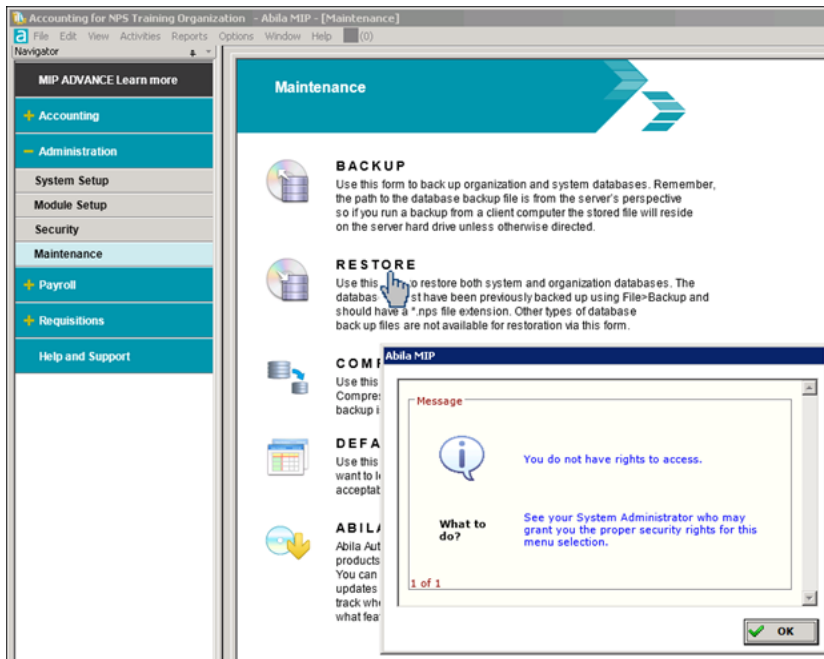 Accounting for NPS Training Organization - Abila MIP - [Maintenance]
File Edit View Activities Reports Options Window Help (0)
Navigator
MIP ADVANCE Learn more
Accounting
Administration
System Setup
Module Setup
Security
Maintenance
Payroll
Requisitions
Help and Support
Maintenance
BACKUP
Use this form to back up organization and system databases. Remember,
the path to the database backup file is from the server's perspective
so if you run a backup from a client computer the stored file will reside
on the server hard drive unless otherwise directed.
RESTORE
Use this to restore both system and organization databases. The
databas st have been previously backed up using File>Backup and
should have a *.nps file extension. Other types of database
back up files are not available for restoration via this form.
COMP
Use this
Compre
backup i
DEFA
Use this
want to l
acceptab
ABILA
Abila Aut
products
You can
updates
track whe
what fea
Abila MIP
Message
You do not have rights to access.
What to
do?
See your System Administrator who may
grant you the proper security rights for this
menu selection.
1 of 1
OK